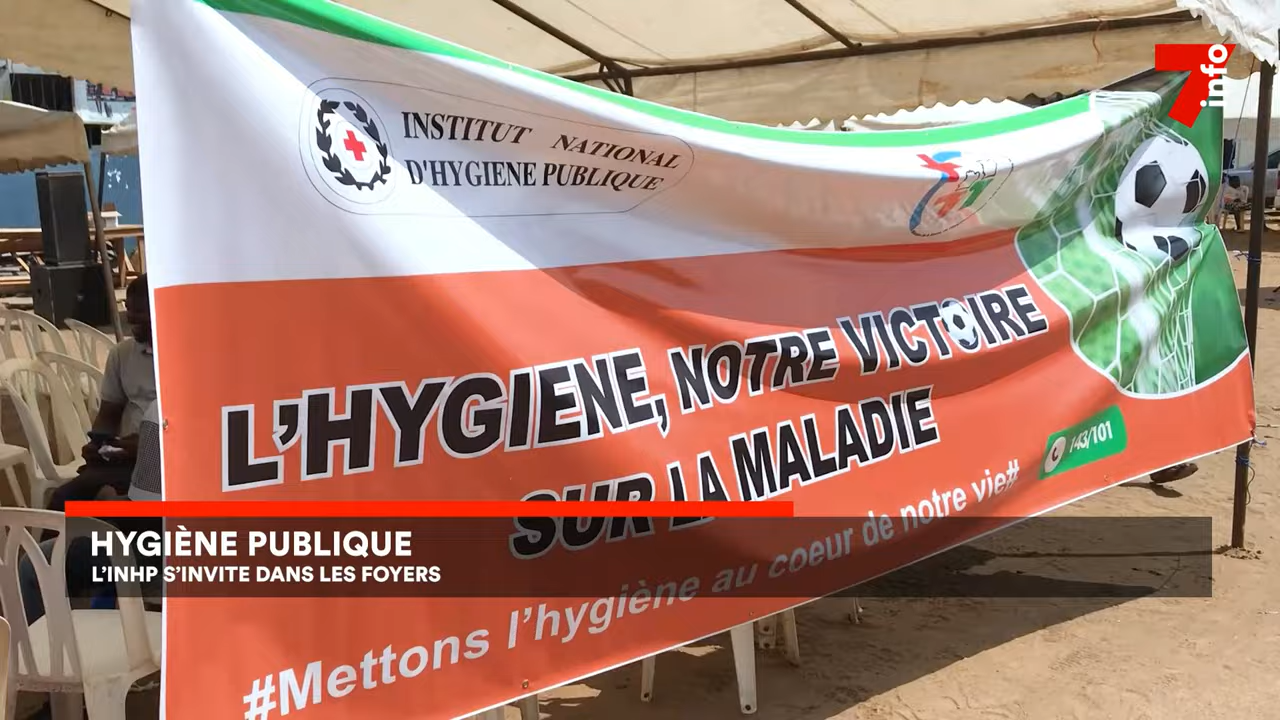 7info
INSTITUT NATIONAL
D'HYGIENE PUBLIQUE
L'HYGIENE, NOTRE VICTOIRE
SUR LA MALADIE
143/101
#Mettons l'hygiène au coeur de notre vie#
HYGIÈNE PUBLIQUE
L'INHP S'INVITE DANS LES FOYERS